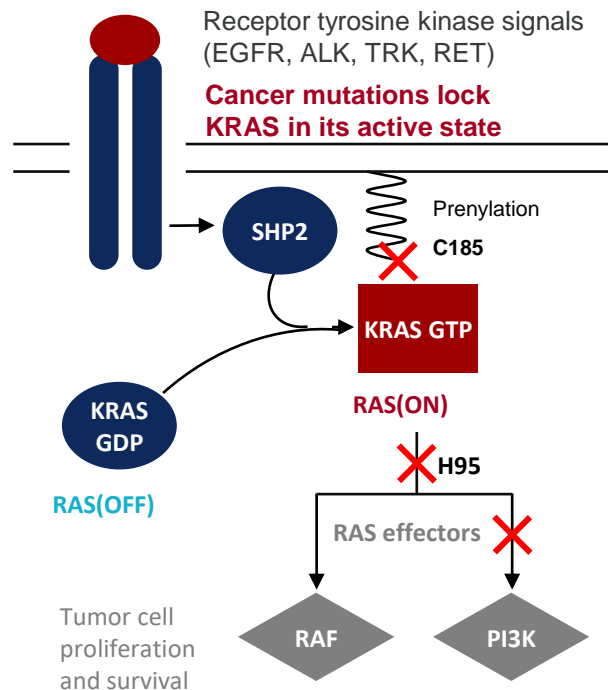 Receptor tyrosine kinase signals
(EGFR, ALK, TRK, RET)
Cancer mutations lock
KRAS in its active state
Prenylation
C185
SHP2
KRAS GTP
KRAS
GDP
RAS(ON)
RAS(OFF)
H95
RAS effectors
RAF
PI3K
Tumor cell
proliferation
and survival